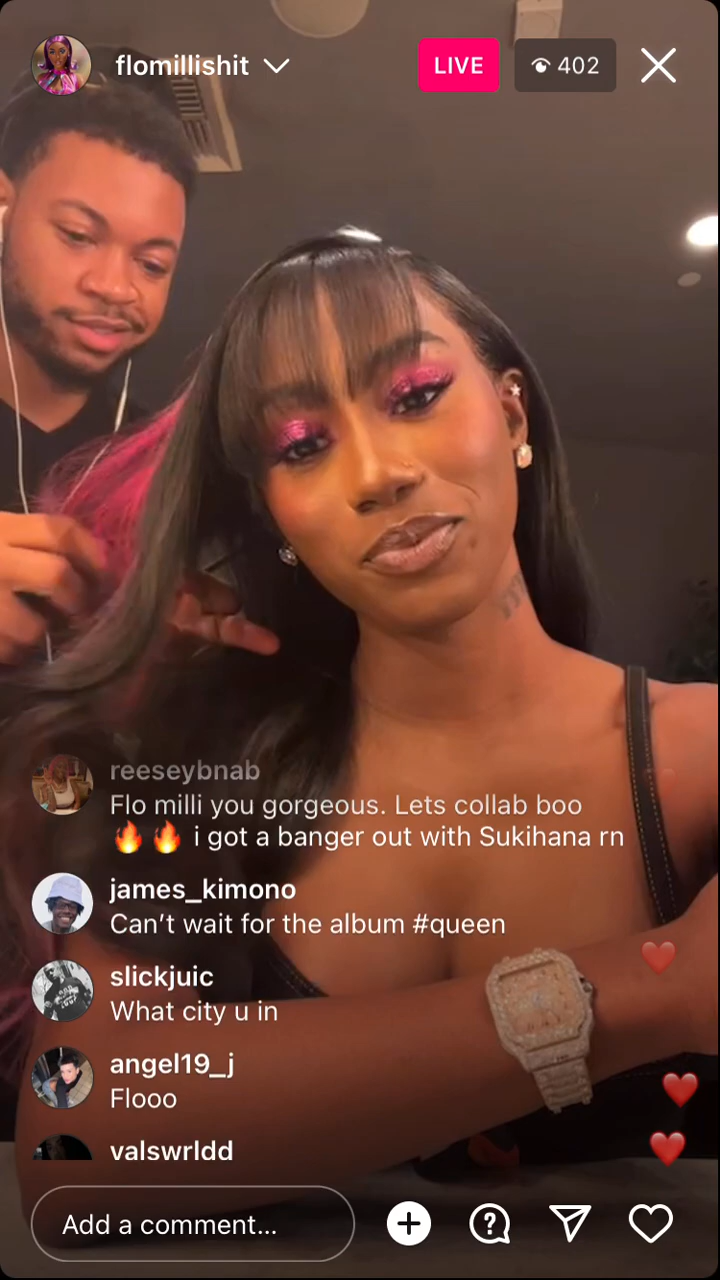 flomillishit
LIVE
402
reeseybnab
Flo milli you gorgeous. Lets collab boo
🔥 🔥 i got a banger out with Sukihana rn
james_kimono
Can’t wait for the album #queen
slickjuic
What city u in
angel19_j
Flooo
valswrldd
Add a comment...